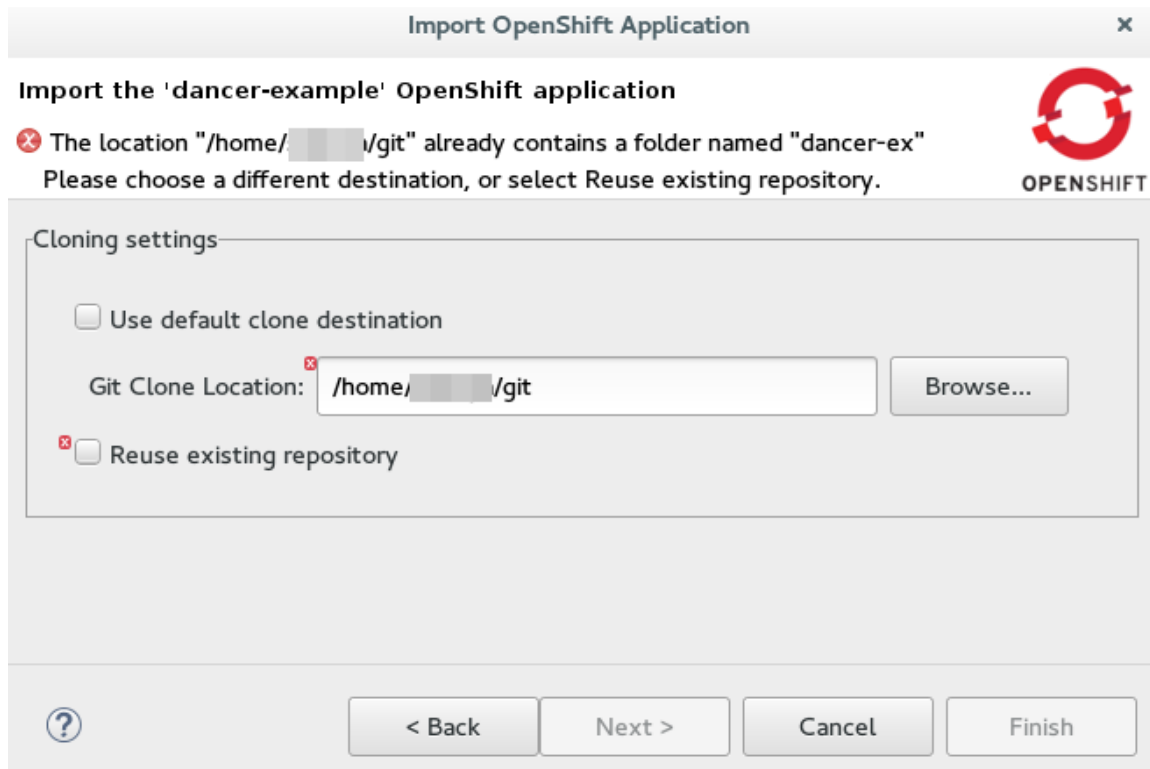 Import OpenShift Application
Import the 'dancer-example' OpenShift application
The location "/home/ /git" already contains a folder named "dancer-ex"
Please choose a different destination, or select Reuse existing repository.
OPENSHIFT
Cloning settings
Use default clone destination
Git Clone Location: /home/ /git Browse...
Reuse existing repository
? < Back Next > Cancel Finish